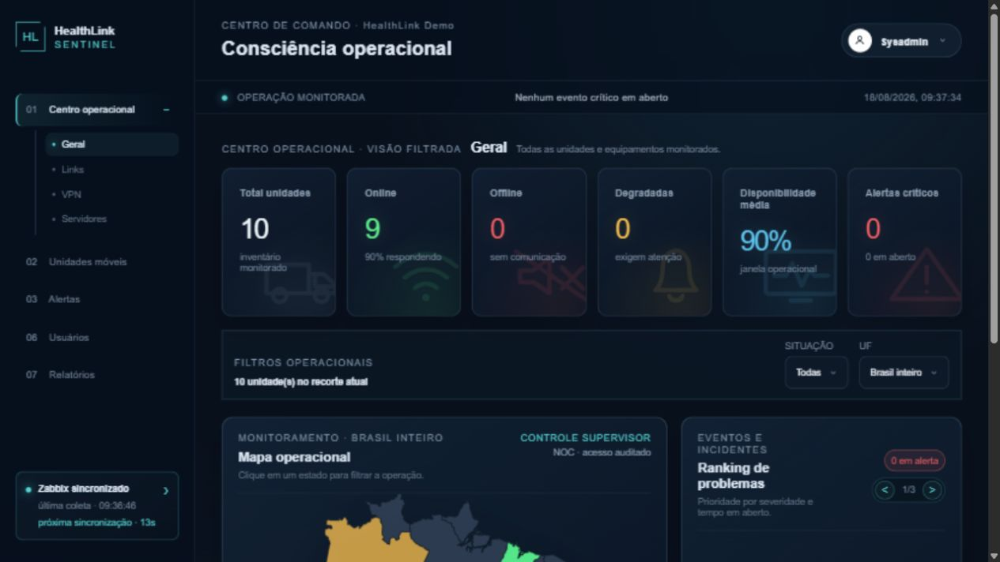 HL
HealthLink
SENTINEL
01 Centro operacional −
• Geral
• Links
• VPN
• Servidores
02 Unidades móveis
03 Alertas
06 Usuários
07 Relatórios
Zabbix sincronizado ›
última coleta · 09:36:46
próxima sincronização · 13s
CENTRO DE COMANDO · HealthLink Demo
Consciência operacional
Sysadmin
OPERAÇÃO MONITORADA
Nenhum evento crítico em aberto
18/08/2026, 09:37:34
CENTRO OPERACIONAL · VISÃO FILTRADA Geral Todas as unidades e equipamentos monitorados.
Total unidades
10
inventário
monitorado
Online
9
90% respondendo
Offline
0
sem comunicação
Degradadas
0
exigem atenção
Disponibilidade
média
90%
janela operacional
Alertas críticos
0
0 em aberto
FILTROS OPERACIONAIS
10 unidade(s) no recorte atual
SITUAÇÃO
Todas
UF
Brasil inteiro
MONITORAMENTO · BRASIL INTEIRO
Mapa operacional
Clique em um estado para filtrar a operação.
CONTROLE SUPERVISOR
NOC · acesso auditado
EVENTOS E
INCIDENTES
Ranking de
problemas
Prioridade por severidade e
tempo em aberto.
0 em alerta
< 1/3 >